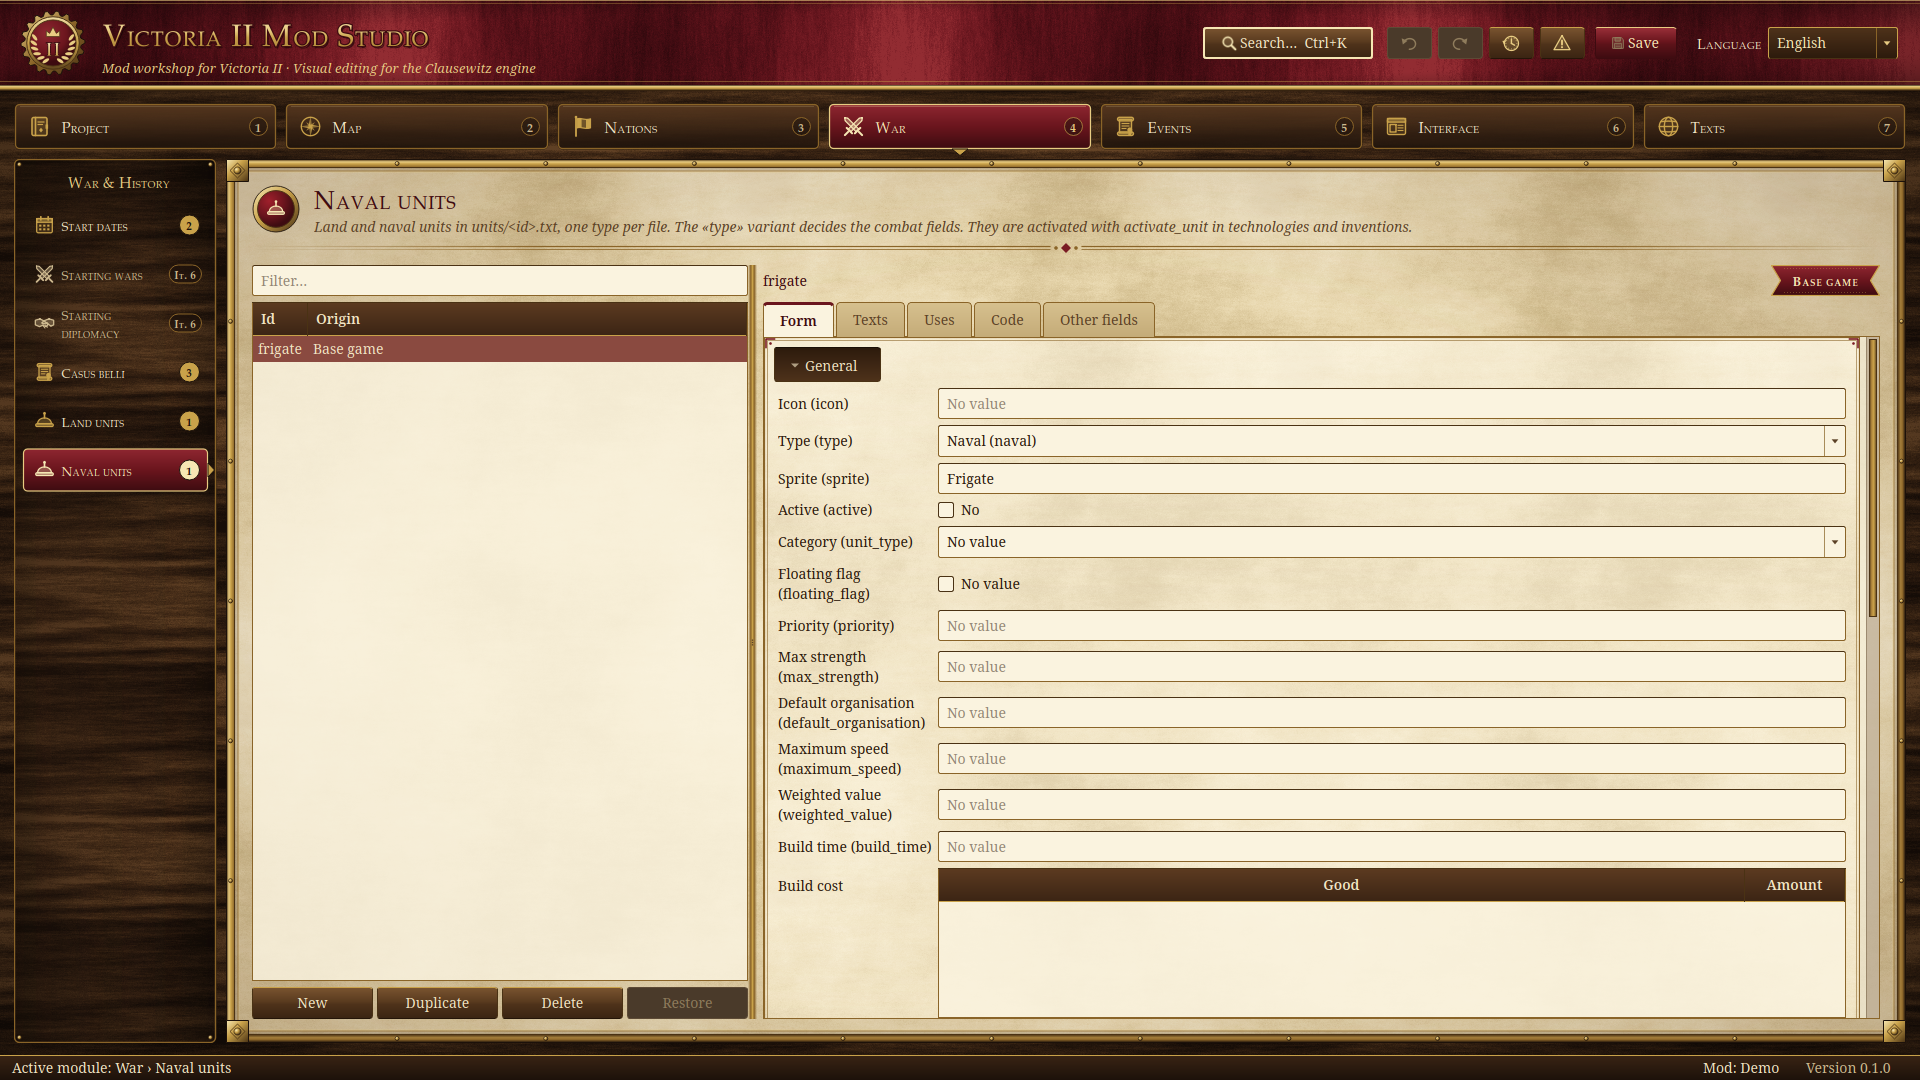 Victoria II Mod Studio
Mod workshop for Victoria II · Visual editing for the Clausewitz engine
Search... Ctrl+K
Save
Language
English
Project 1
Map 2
Nations 3
War 4
Events 5
Interface 6
Texts 7
War & History
Start dates 2
Starting wars It. 6
Starting diplomacy It. 6
Casus belli 3
Land units 1
Naval units 1
Naval units
Land and naval units in units/<id>.txt, one type per file. The «type» variant decides the combat fields. They are activated with activate_unit in technologies and inventions.
Filter...
Id Origin
frigate Base game
New Duplicate Delete Restore
frigate
Base game
Form Texts Uses Code Other fields
General
Icon (icon) No value
Type (type) Naval (naval)
Sprite (sprite) Frigate
Active (active) No
Category (unit_type) No value
Floating flag
(floating_flag) No value
Priority (priority) No value
Max strength
(max_strength) No value
Default organisation
(default_organisation) No value
Maximum speed
(maximum_speed) No value
Weighted value
(weighted_value) No value
Build time (build_time) No value
Build cost Good Amount
Active module: War › Naval units
Mod: Demo Version 0.1.0